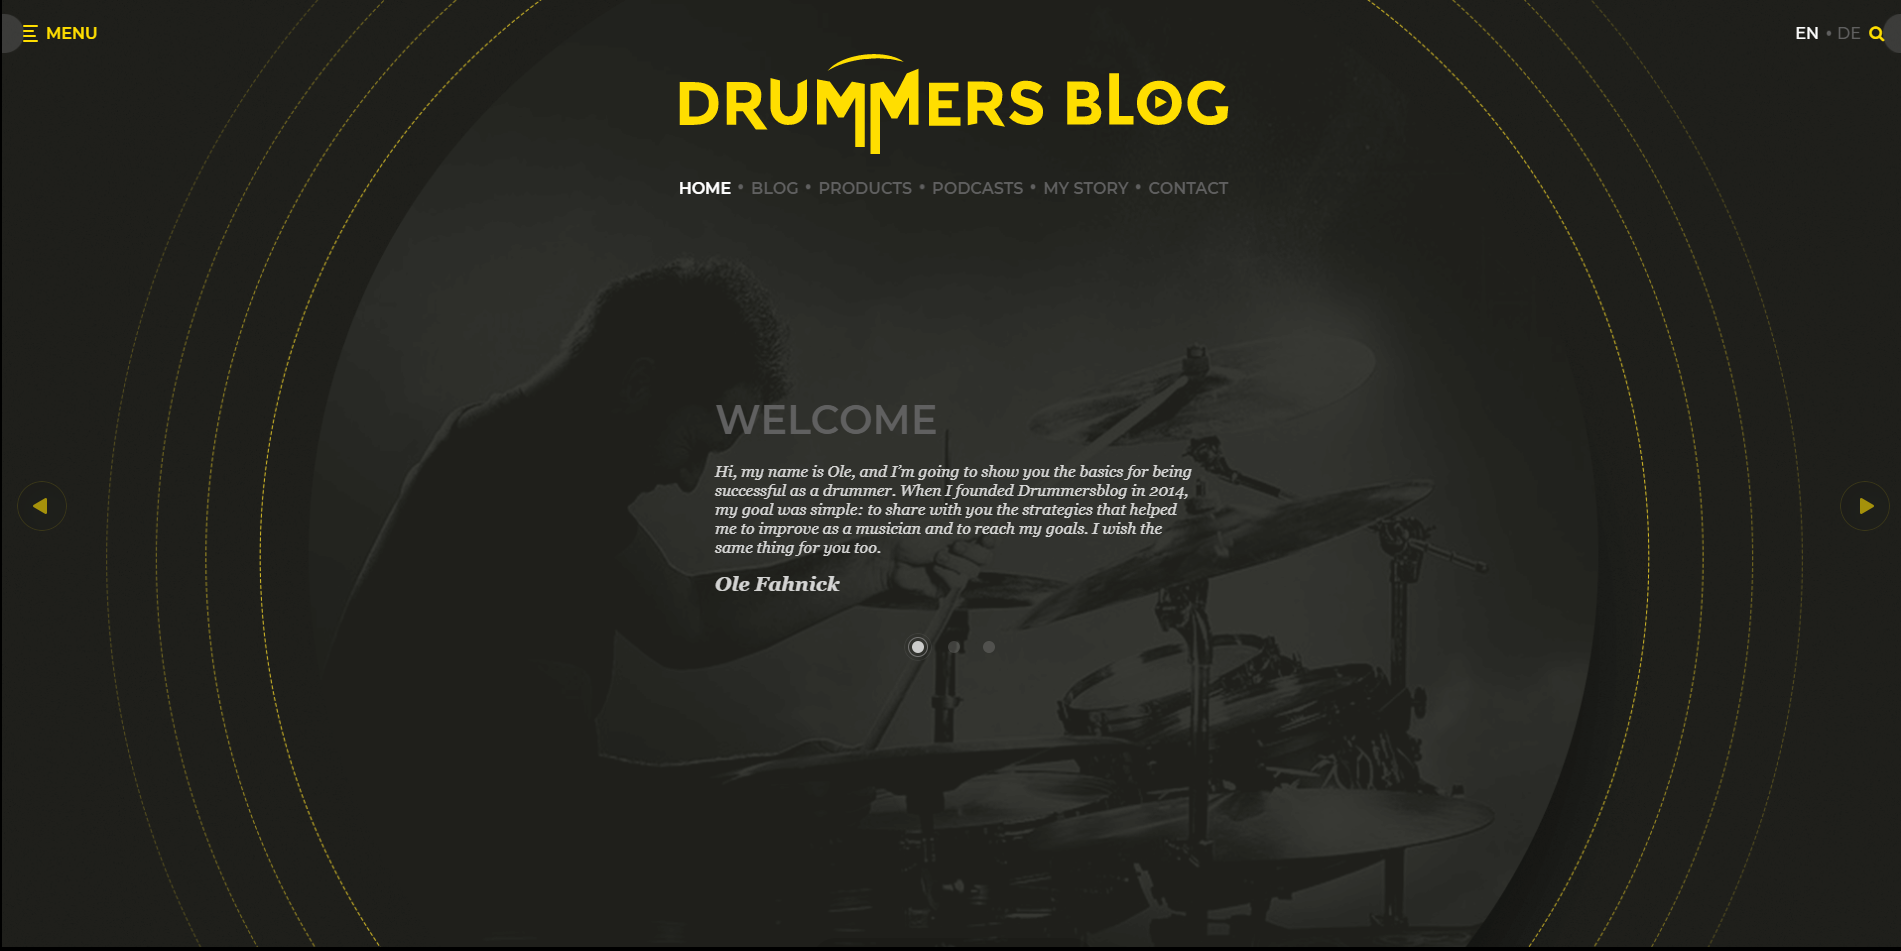 MENU
EN • DE
DRUMMERS BLOG
HOME • BLOG • PRODUCTS • PODCASTS • MY STORY • CONTACT
WELCOME
Hi, my name is Ole, and I’m going to show you the basics for being
successful as a drummer. When I founded Drummersblog in 2014,
my goal was simple: to share with you the strategies that helped
me to improve as a musician and to reach my goals. I wish the
same thing for you too.
Ole Fahnick